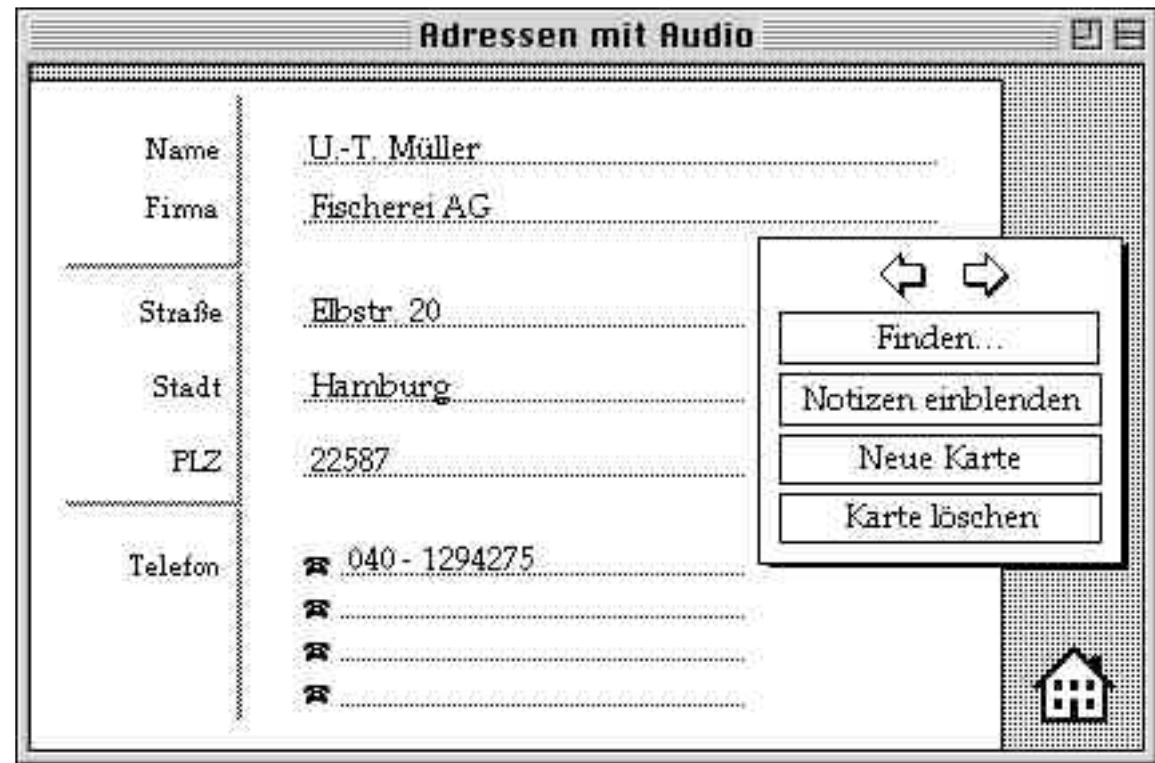 Adressen mit Audio
Name U.-T. Müller
Firma Fischerei AG
Straße Elbstr. 20
Stadt Hamburg
PLZ 22587
Telefon 040 - 1294275
Finden...
Notizen einblenden
Neue Karte
Karte löschen